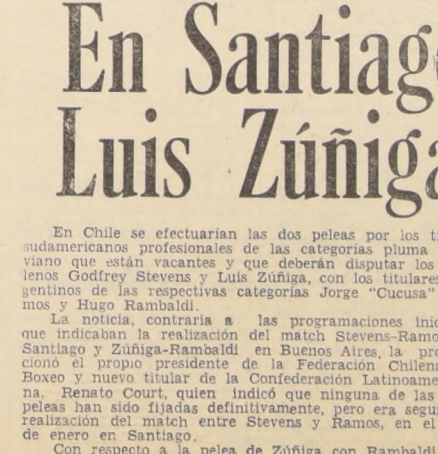 En Santiago
Luis Zúñiga
En Chile se efectuarían las dos peleas por los
sudamericanos profesionales de las categorías pluma
viano que están vacantes y que deberán disputar los
lenos Godfrey Stevens y Luis Zúñiga, con los titulares
gentinos de las respectivas categorías Jorge "Cucusa"
mos y Hugo Rambaldi.
La noticia, contraria a las programaciones inic
que indicaban la realización del match Stevens-Ramo
Santiago y Zúñiga-Rambaldi en Buenos Aires, la pro
cionó el propio presidente de la Federación Chilen
Boxeo y nuevo titular de la Confederación Latinoame
na, Renato Court, quien indicó que ninguna de las
peleas han sido fijadas definitivamente, pero era segu
realización del match entre Stevens y Ramos, en el
de enero en Santiago.
Con respecto a la pelea de Zúñiga con Rambaldi